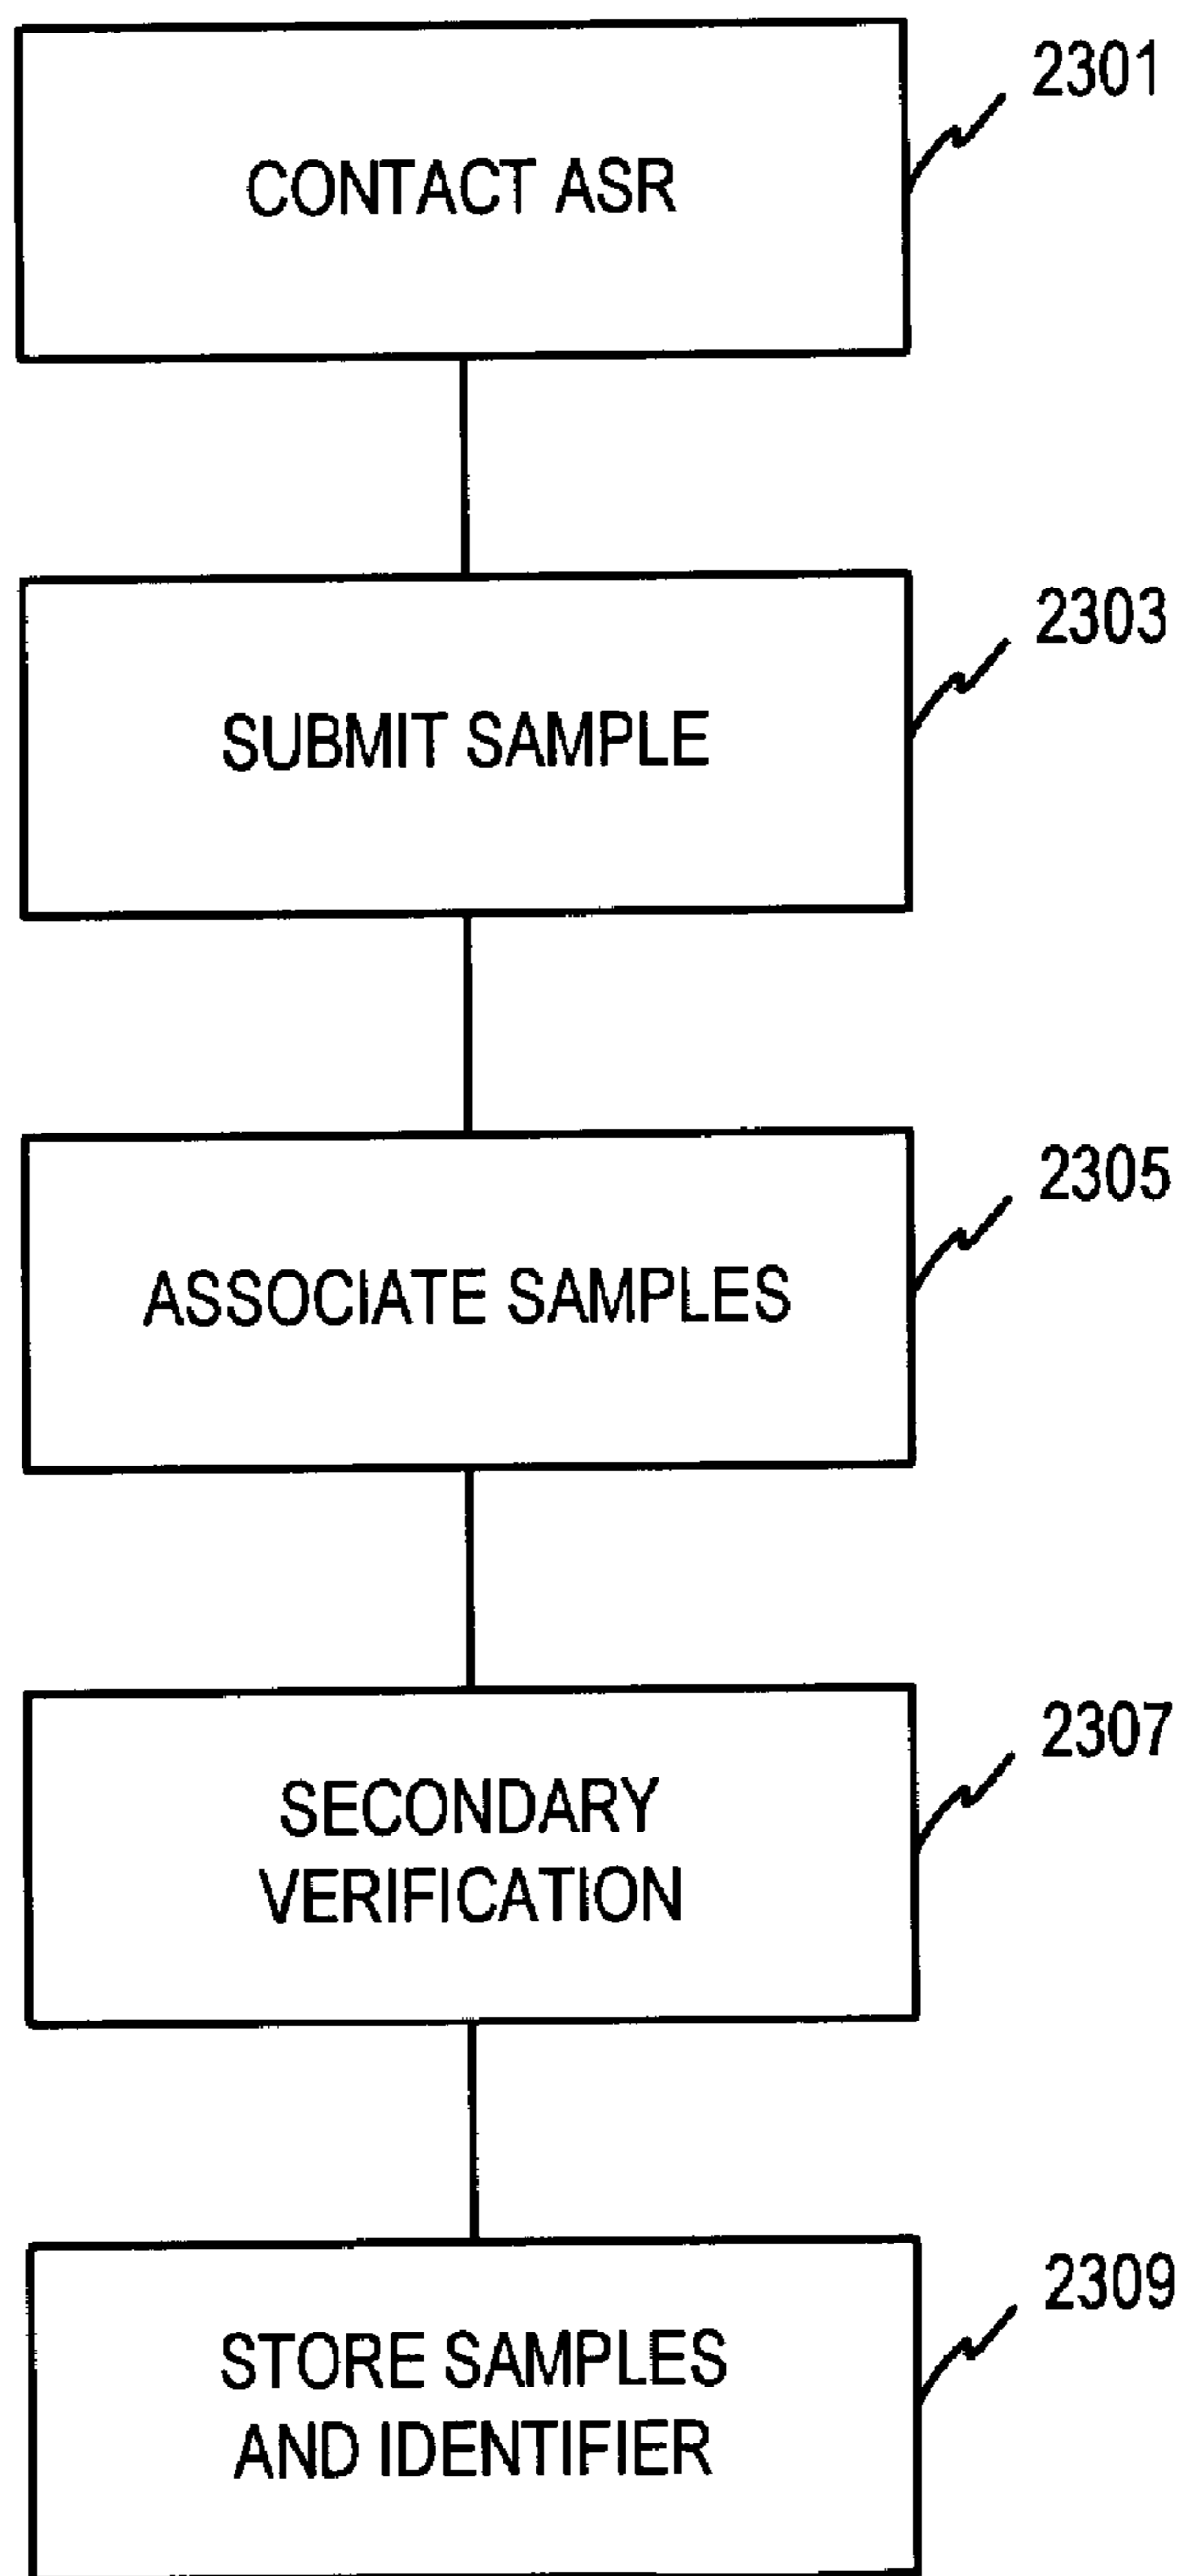 CONTACT ASR
2301
SUBMIT SAMPLE
2303
ASSOCIATE SAMPLES
2305
SECONDARY
VERIFICATION
2307
STORE SAMPLES
AND IDENTIFIER
2309